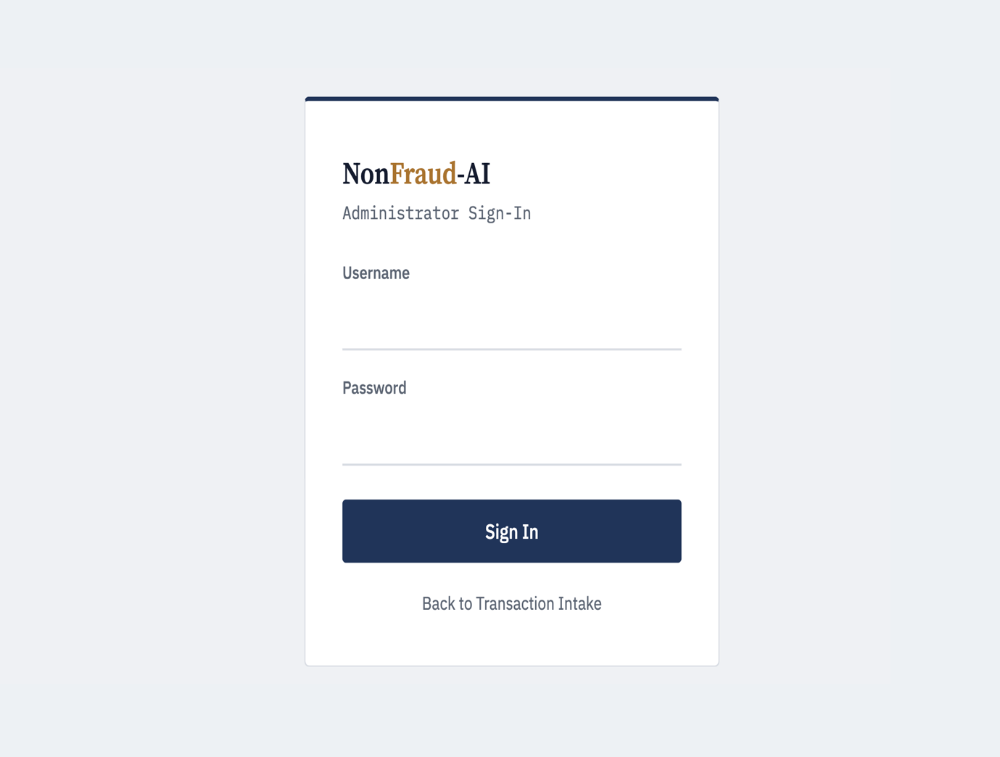 NonFraud-AI
Administrator Sign-In
Username
Password
Sign In
Back to Transaction Intake